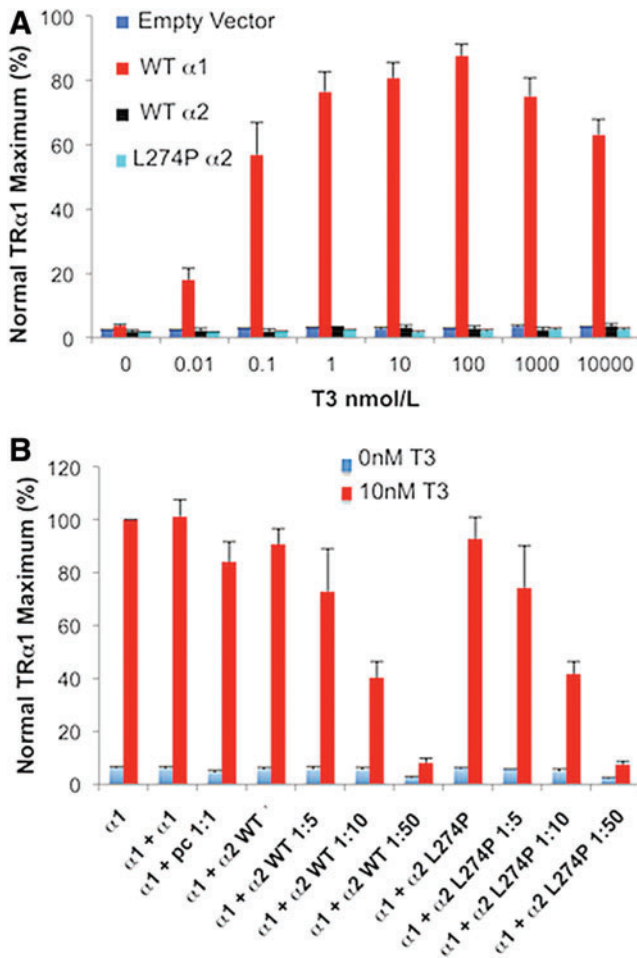 A
Normal TRα1 Maximum (%)
100
80
60
40
20
0
Empty Vector
WT α1
WT α2
L274P α2
0 0.01 0.1 1 10 100 1000 10000
T3 nmol/L
B
Normal TRα1 Maximum (%)
120
100
80
60
40
20
0
0nM T3
10nM T3
α1
α1 + α1
α1 + pc 1:1
α1 + α2 WT
α1 + α2 WT 1:5
α1 + α2 WT 1:10
α1 + α2 WT 1:50
α1 + α2 L274P
α1 + α2 L274P 1:5
α1 + α2 L274P 1:10
α1 + α2 L274P 1:50